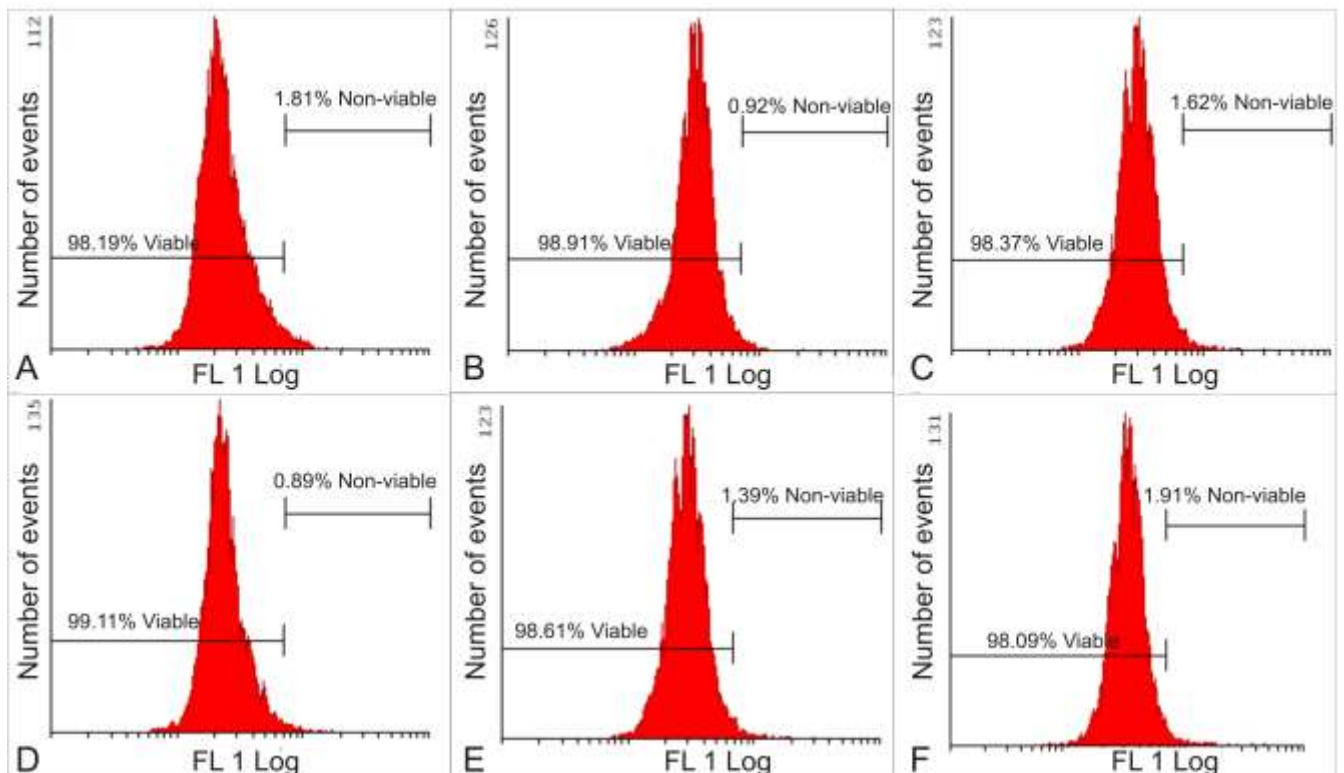 112
Number of events
1.81% Non-viable
98.19% Viable
A
FL 1 Log
126
Number of events
0.92% Non-viable
98.91% Viable
B
FL 1 Log
123
Number of events
1.62% Non-viable
98.37% Viable
C
FL 1 Log
135
Number of events
0.89% Non-viable
99.11% Viable
D
FL 1 Log
123
Number of events
1.39% Non-viable
98.61% Viable
E
FL 1 Log
131
Number of events
1.91% Non-viable
98.09% Viable
F
FL 1 Log